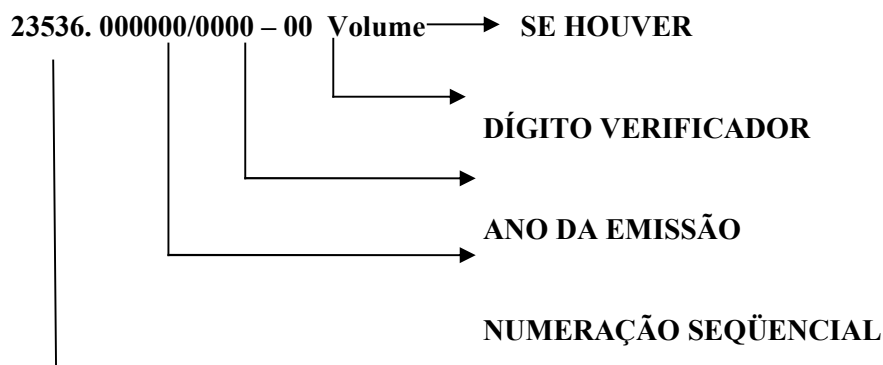 23536. 000000/0000 – 00 Volume SE HOUVER
DÍGITO VERIFICADOR
ANO DA EMISSÃO
NUMERAÇÃO SEQÜENCIAL